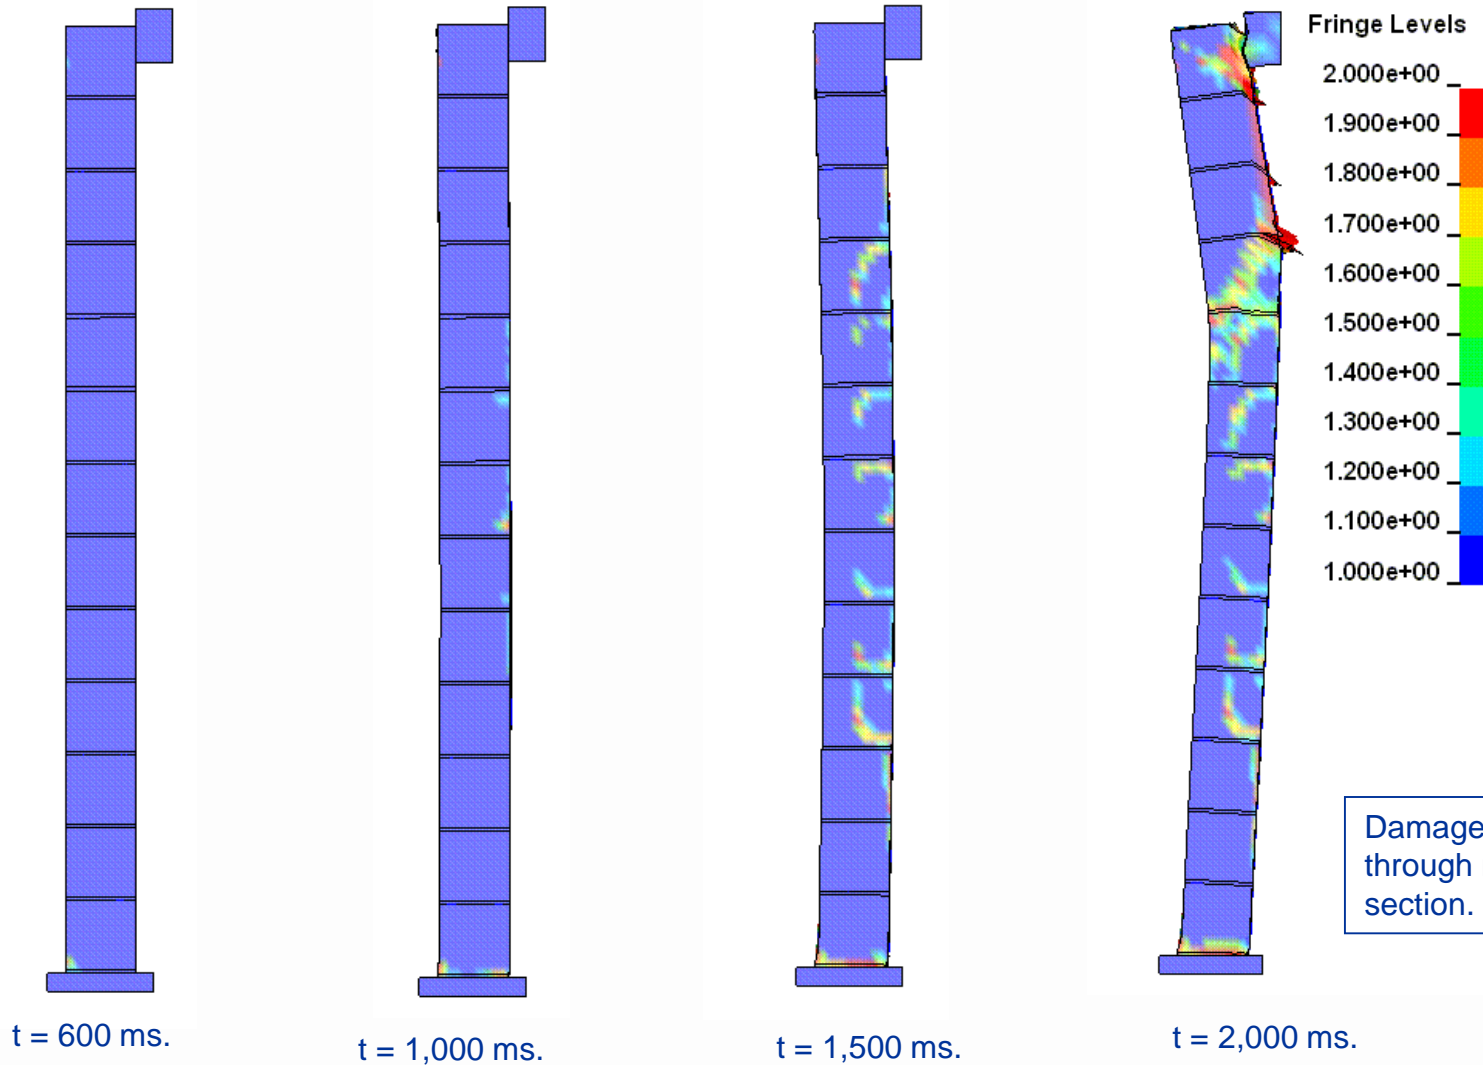 Fringe Levels
2.000e+00
1.900e+00
1.800e+00
1.700e+00
1.600e+00
1.500e+00
1.400e+00
1.300e+00
1.200e+00
1.100e+00
1.000e+00
Damage
through
section.
t = 600 ms.
t = 1,000 ms.
t = 1,500 ms.
t = 2,000 ms.